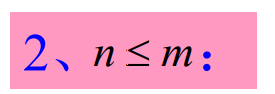 2、n ≤ m：